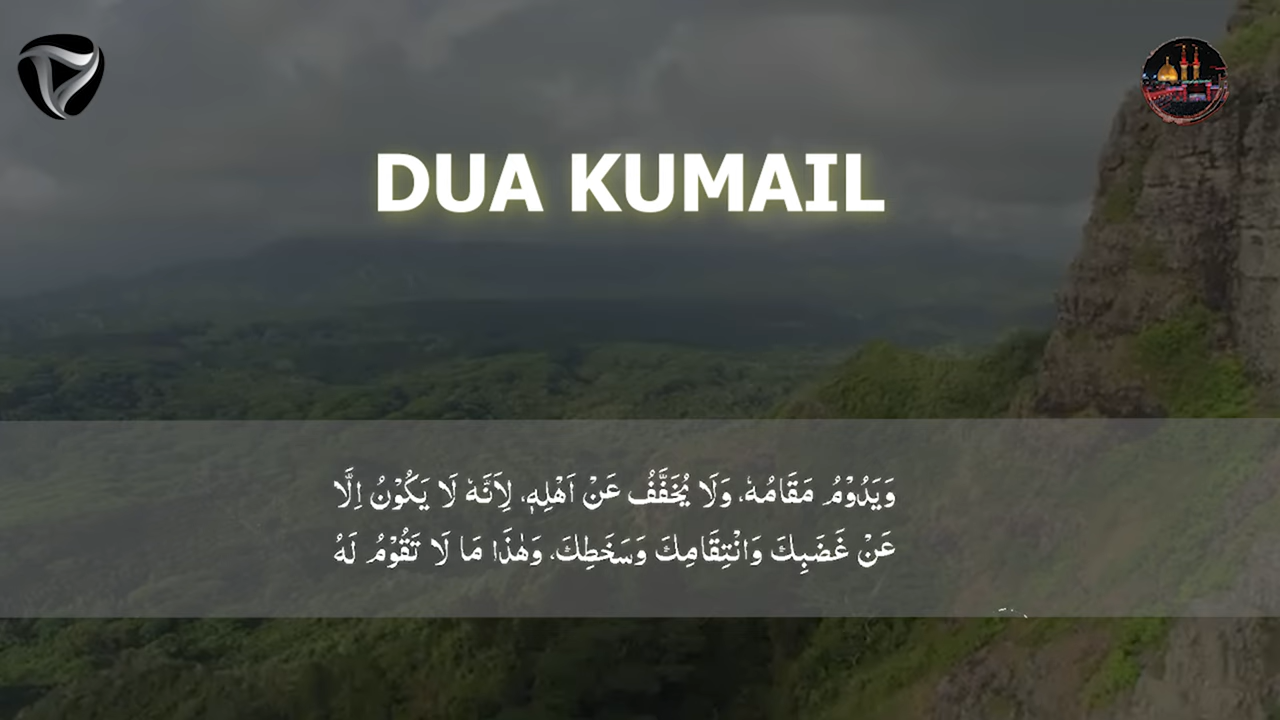 DUA KUMAIL
وَيَدُوْمُ مَقَامُهٗ، وَلَا يُخَفَّفُ عَنْ اَهْلِهٖ، لِاَنَّهٗ لَا يَكُوْنُ اِلَّا
عَنْ غَضَبِكَ وَانْتِقَامِكَ وَسَخَطِكَ، وَهٰذَا مَا لَا تَقُوْمُ لَهُ